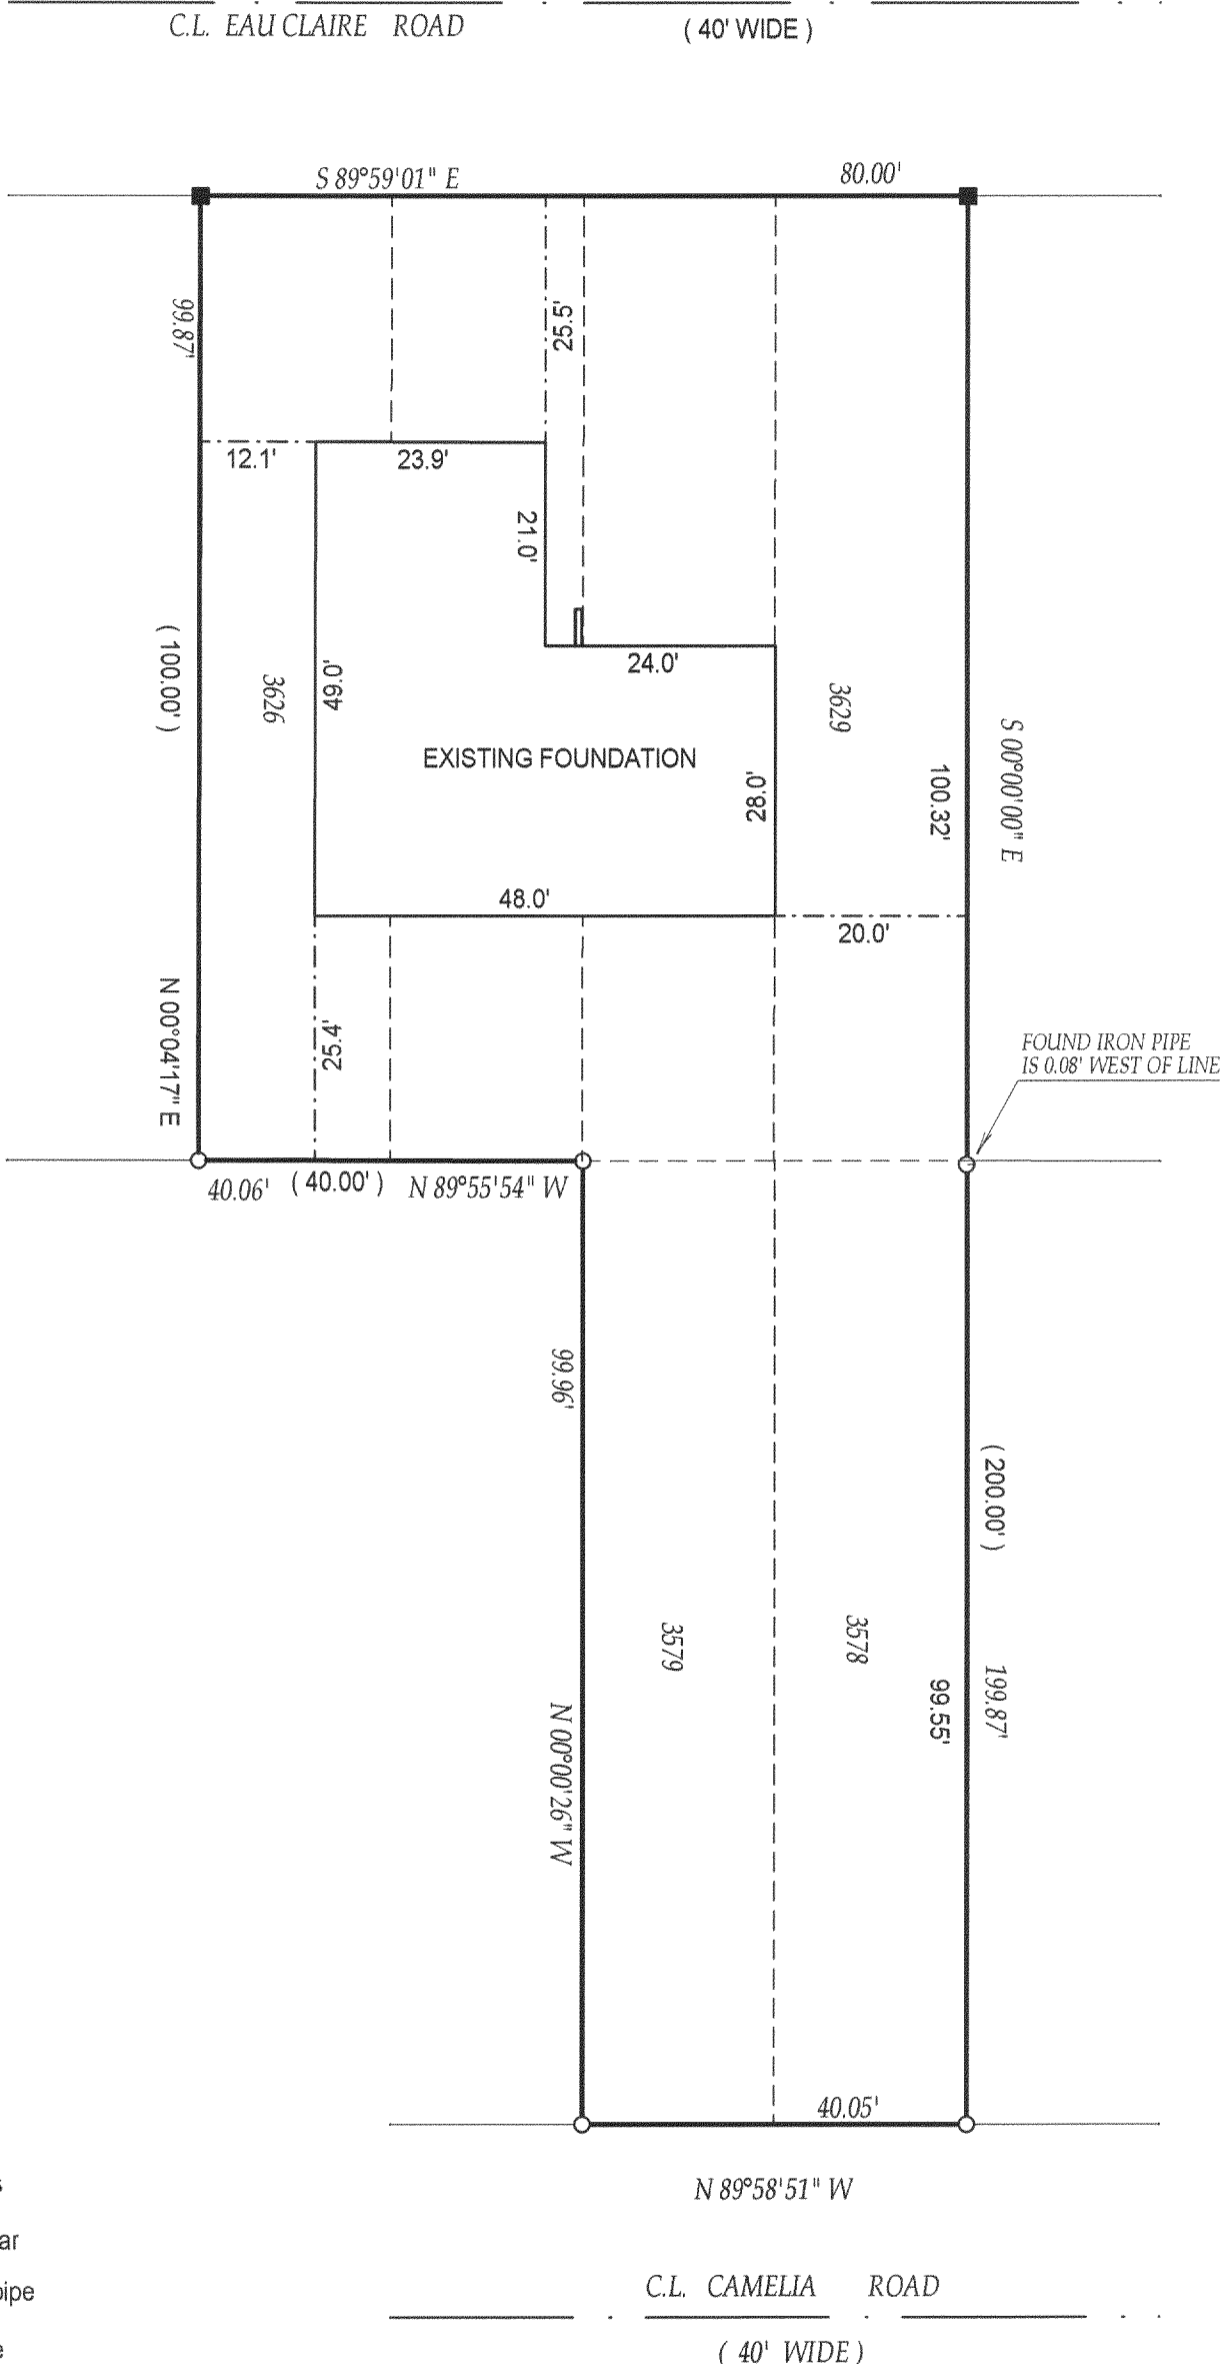 C.L. EAU CLAIRE ROAD
( 40' WIDE )
S 89°59'01" E
80.00'
99.87'
25.5'
12.1'
23.9'
21.0'
( 100.00' )
3626
49.0'
24.0'
3629
S 00°00'00" E
EXISTING FOUNDATION
28.0'
100.32'
48.0'
20.0'
N 00°04'17" E
25.4'
FOUND IRON PIPE
IS 0.08' WEST OF LINE
40.06' ( 40.00' ) N 89°55'54" W
99.96'
( 200.00' )
3579
3578
199.87'
99.55'
N 00°00'26" W
40.05'
N 89°58'51" W
s
ar
pipe
e
C.L. CAMELIA ROAD
( 40' WIDE )